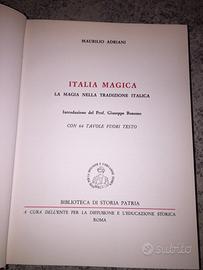 MAURILIO ADRIANI
ITALIA MAGICA
LA MAGIA NELLA TRADIZIONE ITALICA
Introduzione del Prof. Giuseppe Bonomo
CON 64 TAVOLE FUORI TESTO
BIBLIOTECA DI STORIA PATRIA
A CURA DELL'ENTE PER LA DIFFUSIONE E L'EDUCAZIONE STORICA
ROMA
subito